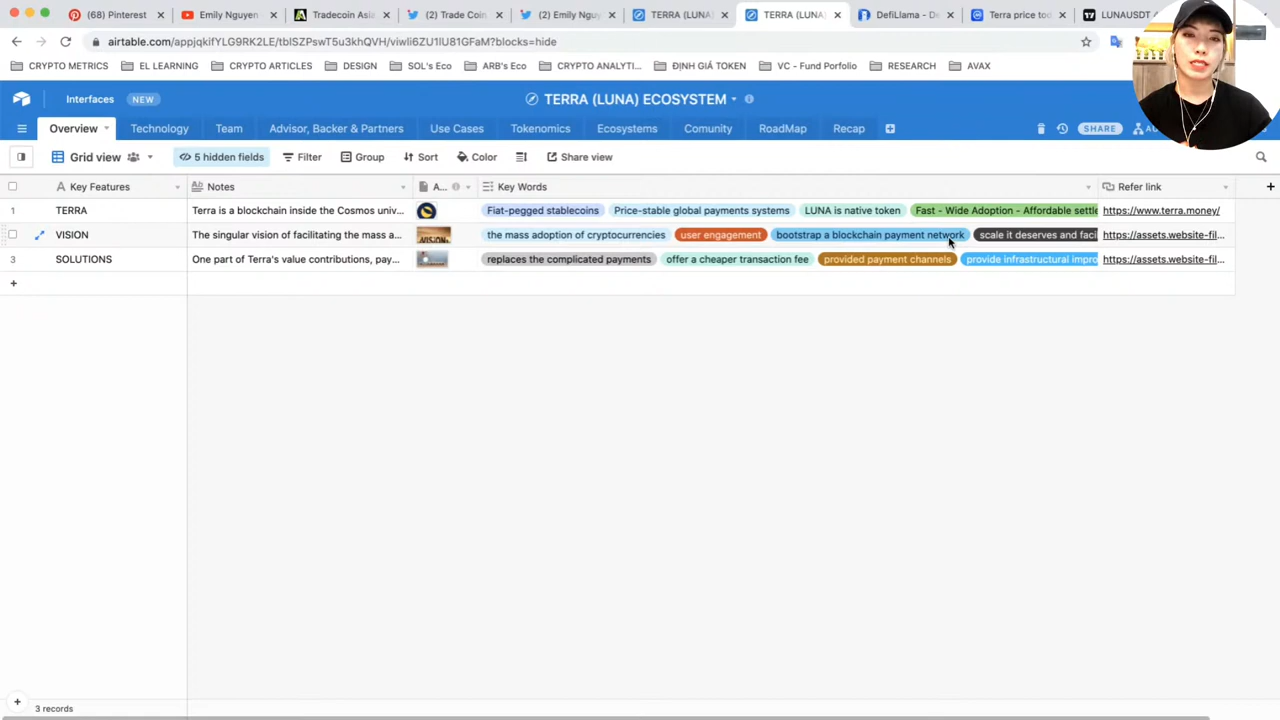 (68) Pinterest
Emily Nguyen
Tradecoin Asia
(2) Trade Coin
(2) Emily Ngu
TERRA (LUNA)
TERRA (LUNA)
DefiLlama - De
Terra price tod
LUNAUSDT
airtable.com/appjqkifYLG9RK2LE/tblSZPswT5u3khQVH/viwli6ZU1lU81GFaM?blocks=hide
CRYPTO METRICS
EL LEARNING
CRYPTO ARTICLES
DESIGN
SOL's Eco
ARB's Eco
CRYPTO ANALYTI...
ĐỊNH GIÁ TOKEN
VC - Fund Porfolio
RESEARCH
AVAX
Interfaces NEW
TERRA (LUNA) ECOSYSTEM
Overview Technology Team Advisor, Backer & Partners Use Cases Tokenomics Ecosystems Comunity RoadMap Recap
SHARE
Grid view 5 hidden fields Filter Group Sort Color Share view
Key Features Notes A... Key Words Refer link
1 TERRA Terra is a blockchain inside the Cosmos univ... Fiat-pegged stablecoins Price-stable global payments systems LUNA is native token Fast - Wide Adoption - Affordable settle https://www.terra.money/
VISION The singular vision of facilitating the mass a... VISION the mass adoption of cryptocurrencies user engagement bootstrap a blockchain payment network scale it deserves and faci https://assets.website-fil...
3 SOLUTIONS One part of Terra's value contributions, pay... replaces the complicated payments offer a cheaper transaction fee provided payment channels provide infrastructural impro https://assets.website-fil...
3 records